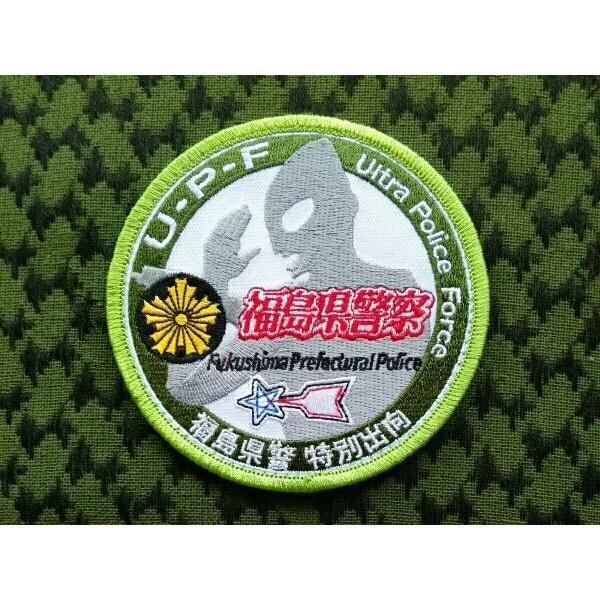 U-P-F
Ultra Police Force
福島県警察
Fukushima Prefectural Police
福島県警 特別出向